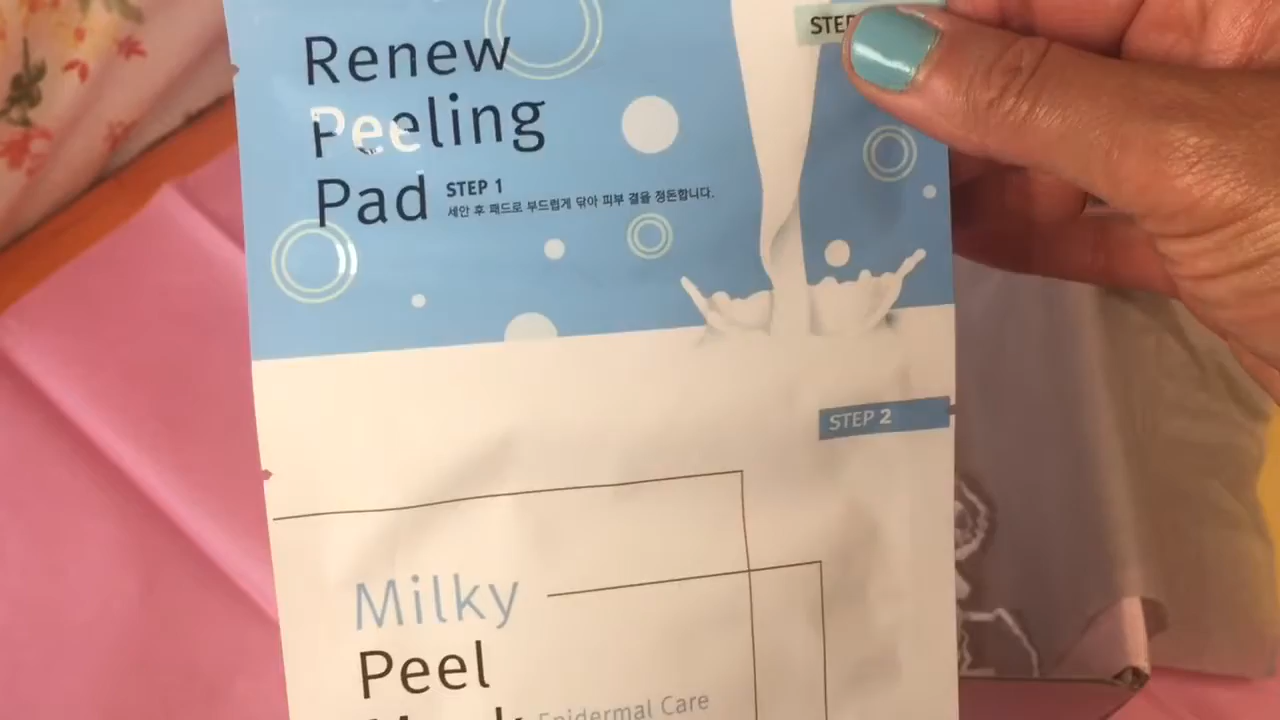 STEP
Renew
Peeling
Pad
STEP 1
세안 후 패드로 부드럽게 닦아 피부 결을 정돈합니다.
STEP 2
Milky
Peel
Epidermal Care